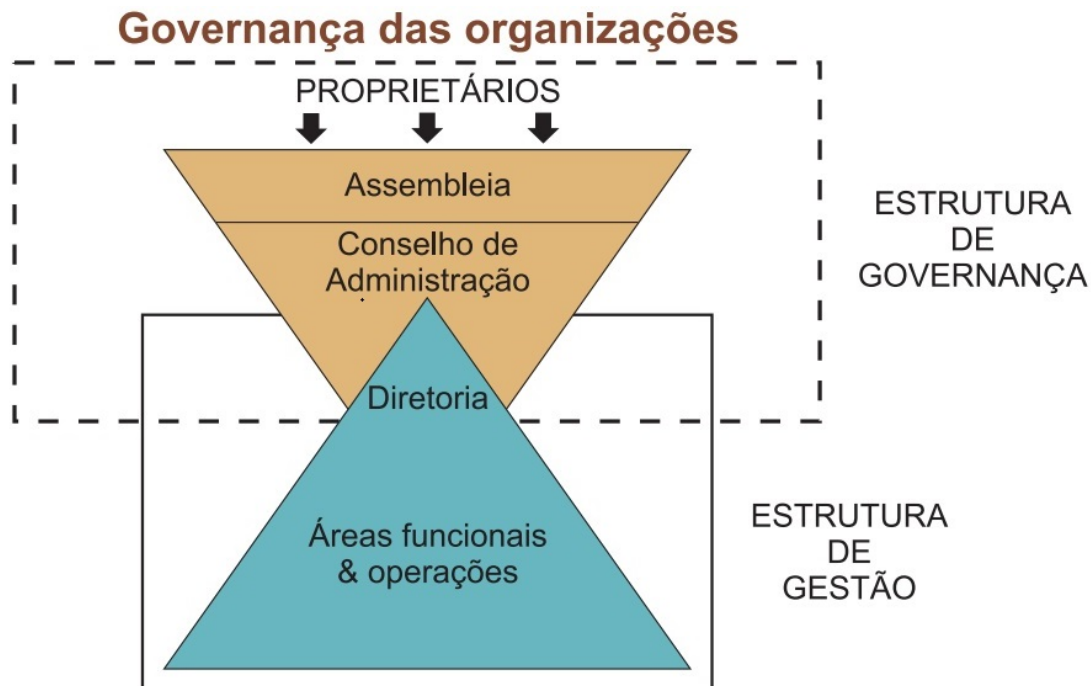 Governança das organizações
PROPRIETÁRIOS
Assembleia
Conselho de
Administração
ESTRUTURA
DE
GOVERNANÇA
Diretoria
Áreas funcionais
& operações
ESTRUTURA
DE
GESTÃO